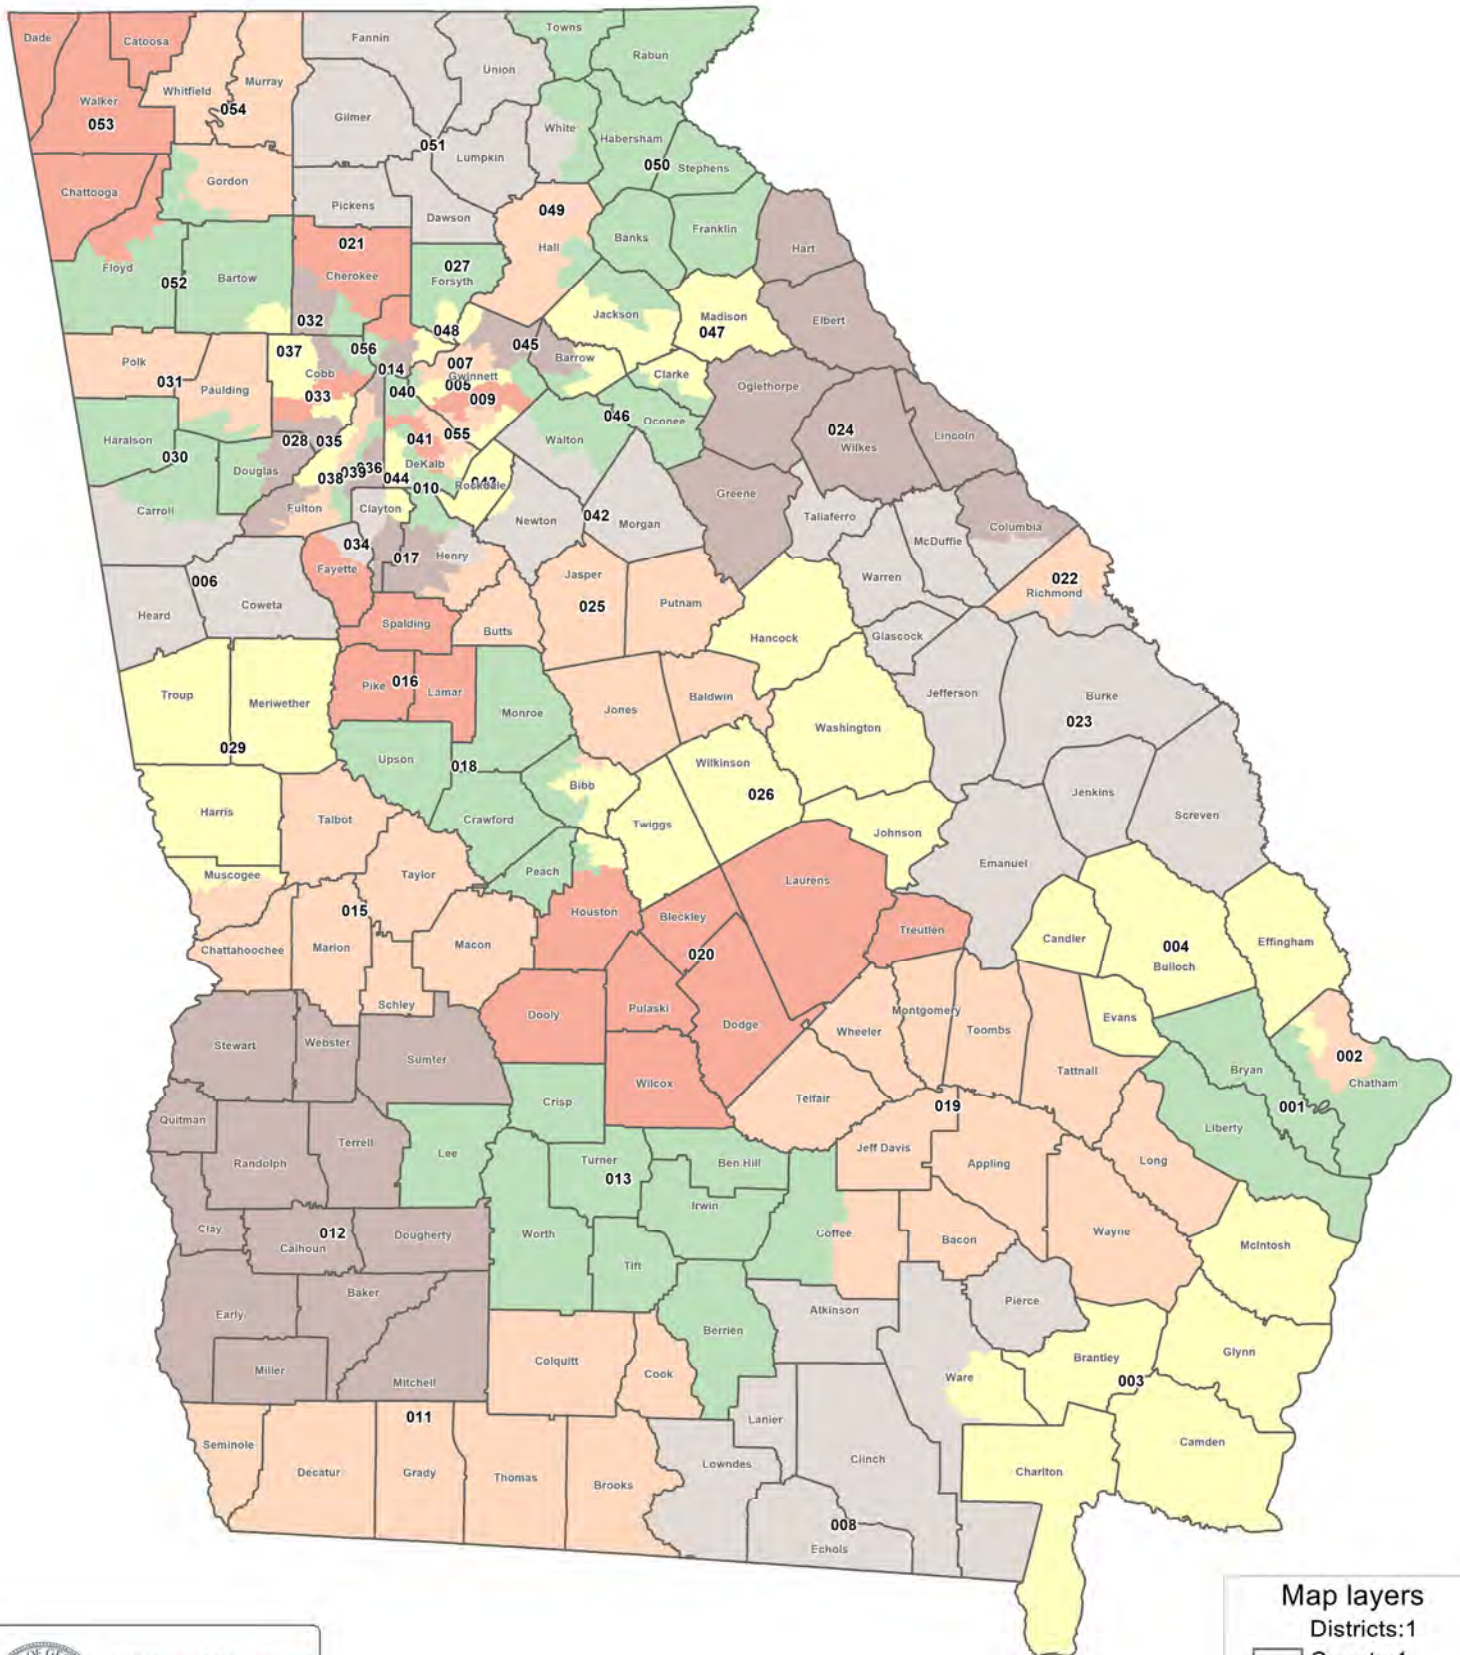 Dade
Catoosa
Fannin
Towns
Rabun
Union
Whitfield
Murray
Walker
053
054
Gilmer
White
Habersham
051
Lumpkin
050
Stephens
Chattooga
Gordon
Pickens
Dawson
049
Hall
Banks
Franklin
Hart
021
Cherokee
027
Forsyth
Floyd
052
Bartow
032
Jackson
Madison
047
Elbert
048
045
Barrow
037
056
Polk
031
Paulding
Cobb
033
014
007
Gwinnett
005
009
040
Clarke
Oglethorpe
046
Oconee
Haralson
030
028
035
041
055
Walton
024
Wilkes
Lincoln
Douglas
038
039
036
044
DeKalb
010
Rockdale
Greene
Carroll
Fulton
Clayton
Newton
042
Morgan
Taliaferro
McDuffie
Columbia
034
017
Henry
Fayette
006
Heard
Coweta
Jasper
025
Putnam
Warren
022
Richmond
Spalding
Butts
Hancock
Glascock
Troup
Meriwether
029
Pike
016
Lamar
Monroe
Jones
Baldwin
Jefferson
Burke
023
Washington
Upson
018
Bibb
Wilkinson
026
Harris
Talbot
Crawford
Twiggs
Johnson
Jenkins
Screven
Muscogee
Taylor
Peach
Laurens
Emanuel
015
Houston
Bleckley
Treutlen
Chattahoochee
Marion
Macon
020
Candler
004
Bulloch
Effingham
Schley
Dooly
Pulaski
Dodge
Wheeler
Montgomery
Toombs
Evans
Stewart
Webster
Sumter
Wilcox
Tattnall
Bryan
002
Chatham
Quitman
Crisp
Telfair
019
001
Liberty
Randolph
Terrell
Lee
Turner
013
Ben Hill
Jeff Davis
Appling
Long
Irwin
Clay
012
Calhoun
Dougherty
Worth
Coffee
Bacon
Wayne
McIntosh
Tift
Early
Baker
Atkinson
Pierce
Miller
Mitchell
Berrien
Colquitt
Cook
Ware
Brantley
003
Glynn
011
Seminole
Decatur
Grady
Thomas
Brooks
Lanier
Lowndes
Clinch
Charlton
Camden
008
Echols
Map layers
Districts:1